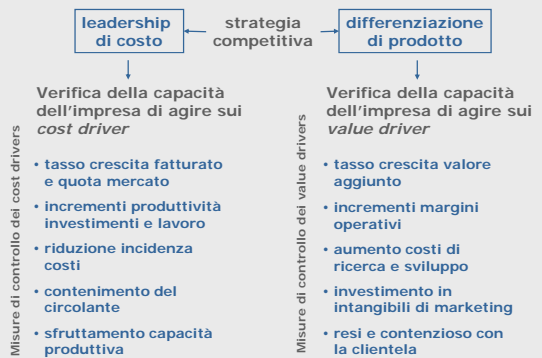 leadership
di costo
strategia
competitiva
differenziazione
di prodotto
Misure di controllo dei cost drivers
Verifica della capacità
dell'impresa di agire sui
cost driver
• tasso crescita fatturato
e quota mercato
• incrementi produttività
investimenti e lavoro
• riduzione incidenza
costi
• contenimento del
circolante
• sfruttamento capacità
produttiva
Misure di controllo dei value drivers
Verifica della capacità
dell'impresa di agire sui
value driver
• tasso crescita valore
aggiunto
• incrementi margini
operativi
• aumento costi di
ricerca e sviluppo
• investimento in
intangibili di marketing
• resi e contenzioso con
la clientela